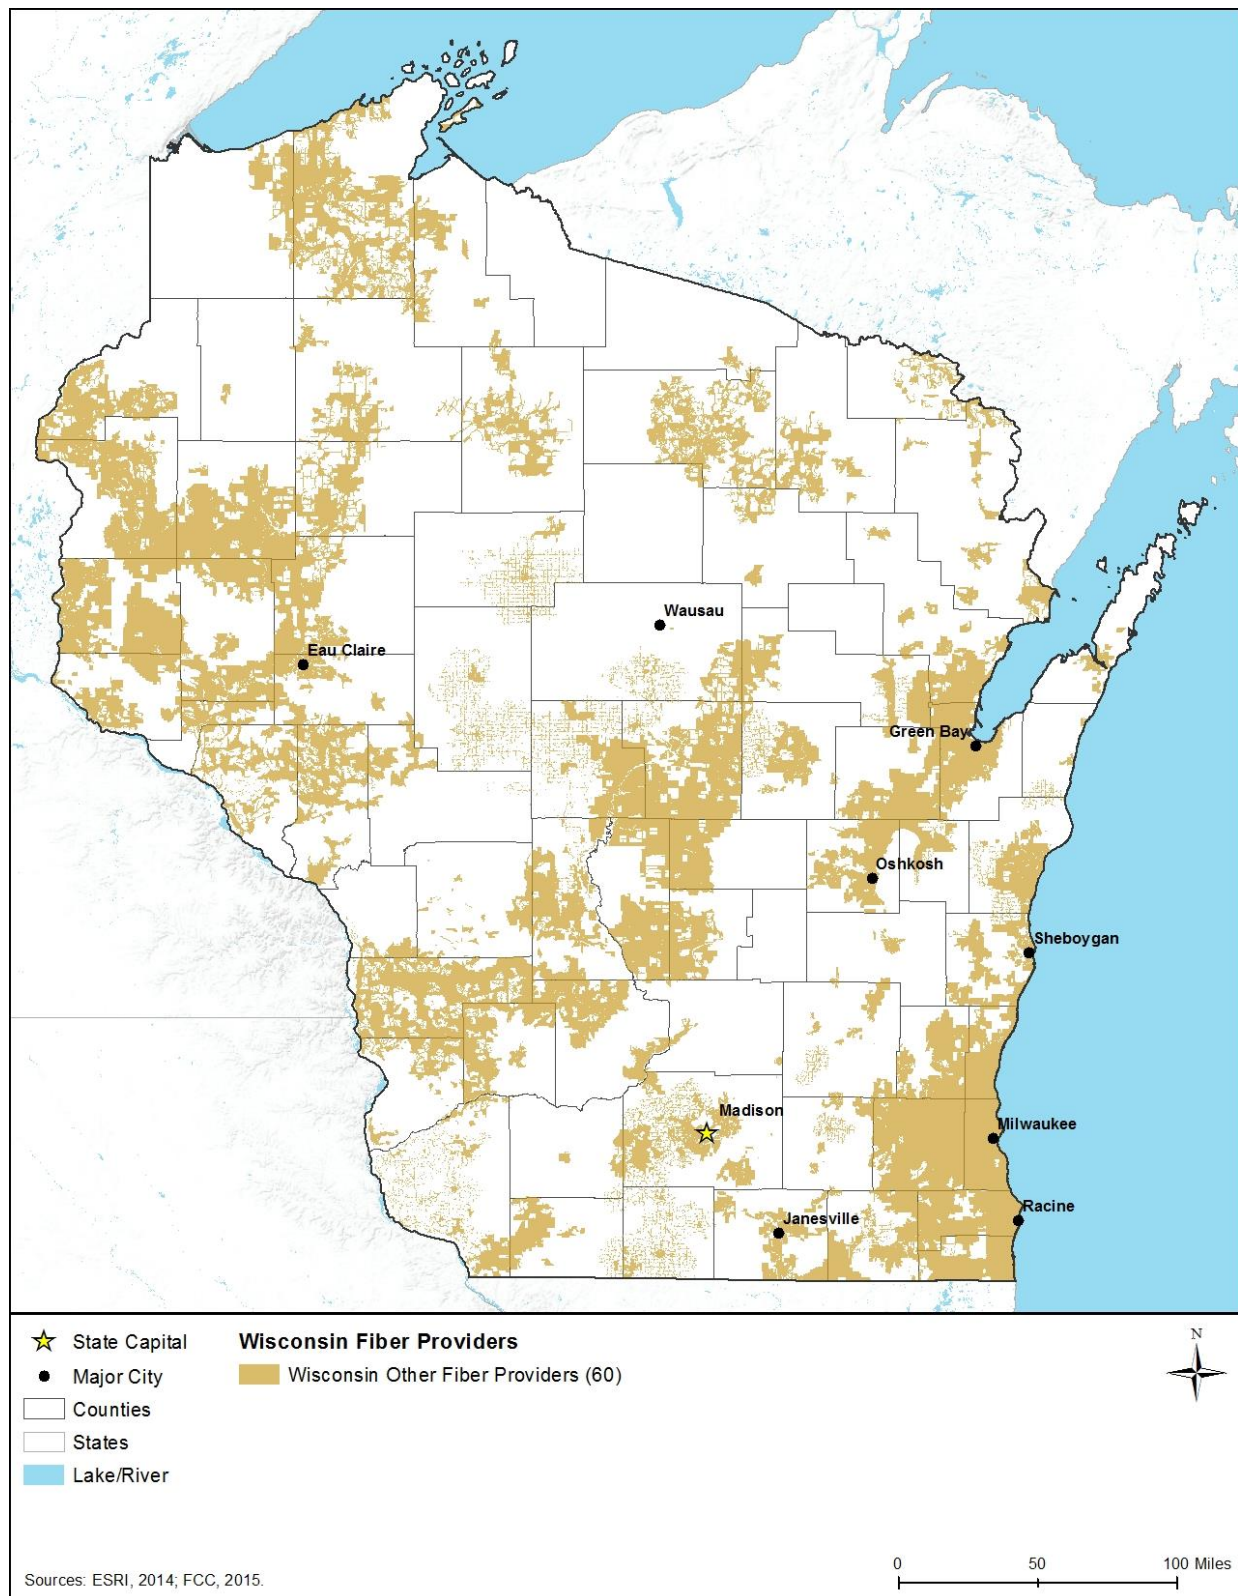 Wausau
Eau Claire
Green Bay
Oshkosh
Sheboygan
Madison
Milwaukee
Racine
Janesville
State Capital
Major City
Counties
States
Lake/River
Wisconsin Fiber Providers
Wisconsin Other Fiber Providers (60)
N
0 50 100 Miles
Sources: ESRI, 2014; FCC, 2015.